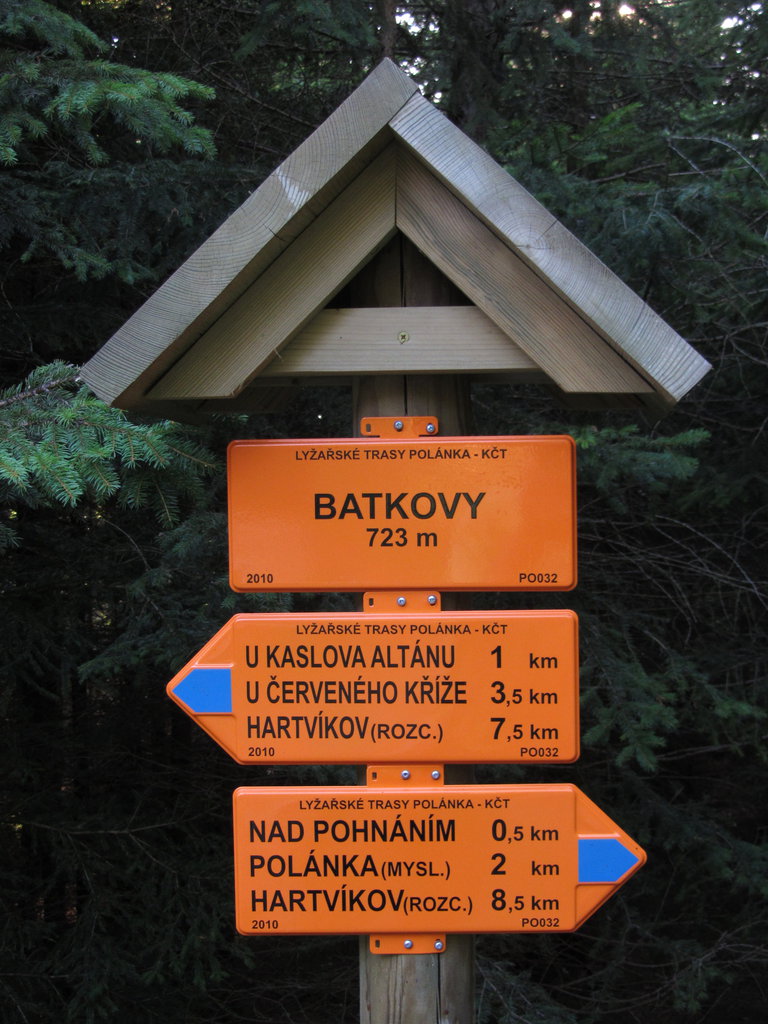 LYŽAŘSKÉ TRASY POLÁNKA - KČT
BATKOVY
723 m
2010 PO032
LYŽAŘSKÉ TRASY POLÁNKA - KČT
U KASLOVA ALTÁNU 1 km
U ČERVENÉHO KŘÍŽE 3,5 km
HARTVÍKOV (ROZC.) 7,5 km
2010 PO032
LYŽAŘSKÉ TRASY POLÁNKA - KČT
NAD POHNÁNÍM 0,5 km
POLÁNKA (MYSL.) 2 km
HARTVÍKOV (ROZC.) 8,5 km
2010 PO032